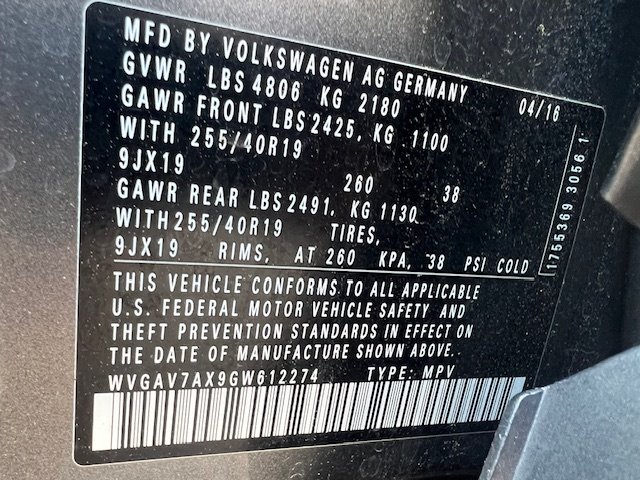 MFD BY VOLKSWAGEN AG GERMANY
GVWR LBS 4806 KG 2180 04/16
GAWR FRONT LBS 2425, KG 1100
WITH 255/40R19
9JX19 260 38
GAWR REAR LBS 2491, KG 1130
WITH 255/40R19 TIRES,
9JX19 RIMS, AT 260 KPA, 38 PSI COLD
THIS VEHICLE CONFORMS TO ALL APPLICABLE
U.S. FEDERAL MOTOR VEHICLE SAFETY AND
THEFT PREVENTION STANDARDS IN EFFECT ON
THE DATE OF MANUFACTURE SHOWN ABOVE.
WVGAV7AX9GW612274 TYPE: MPV
1755369 3056 1